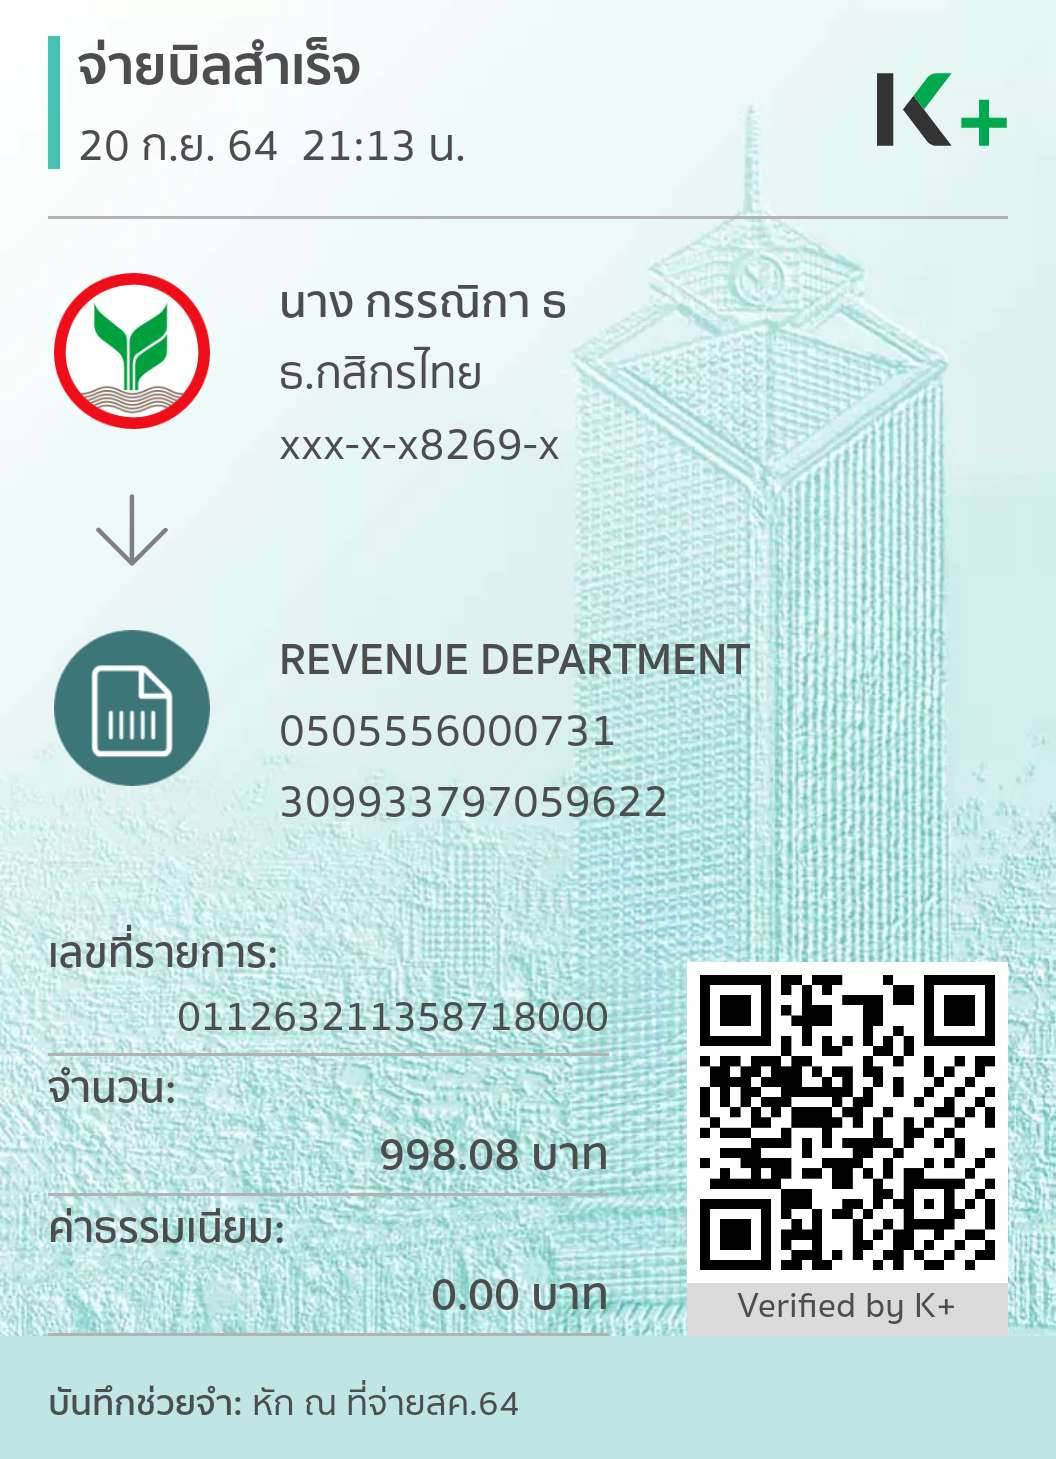 จ่ายบิลสำเร็จ
20 ก.ย. 64  21:13 น.
K+
นาง กรรณิกา ธ
ธ.กสิกรไทย
xxx-x-x8269-x
REVENUE DEPARTMENT
0505556000731
309933797059622
เลขที่รายการ:
011263211358718000
จำนวน:
998.08 บาท
ค่าธรรมเนียม:
0.00 บาท
Verified by K+
บันทึกช่วยจำ: หัก ณ ที่จ่ายสค.64